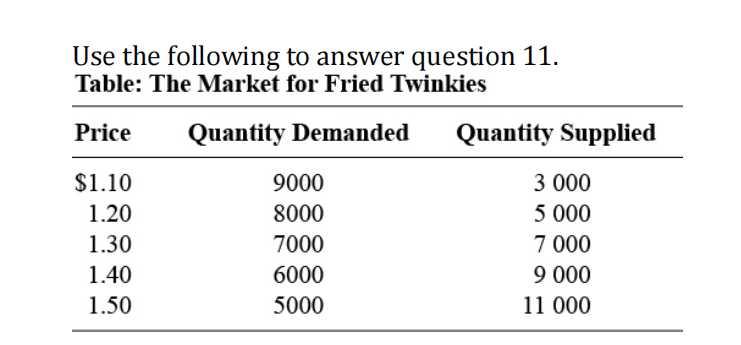 Use the following to answer question 11.
Table: The Market for Fried Twinkies
Price Quantity Demanded Quantity Supplied
$1.10 9000 3 000
1.20 8000 5 000
1.30 7000 7 000
1.40 6000 9 000
1.50 5000 11 000